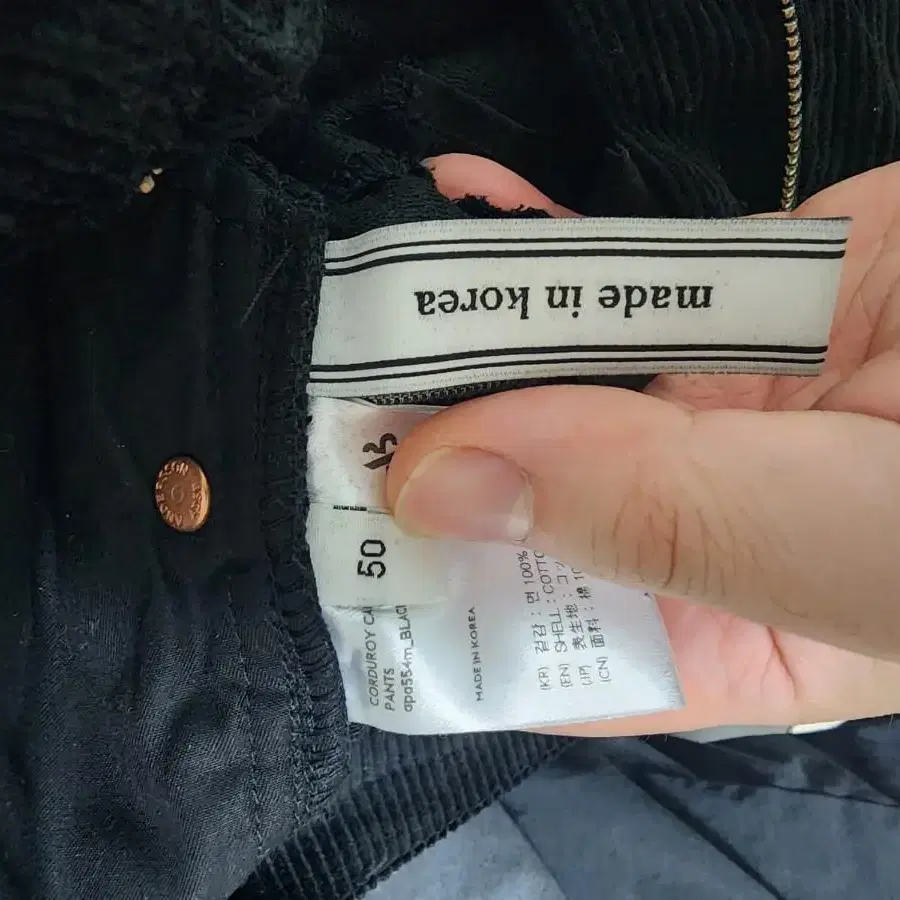 made in korea
50
CORDUROY CA
PANTS
apa554m_BLAC
MADE IN KOREA
(KR) 겉감 : 면 100%
(EN) SHELL : COTTO
(JP) 表生地 : コッ
(CN) 面料 : 棉 10